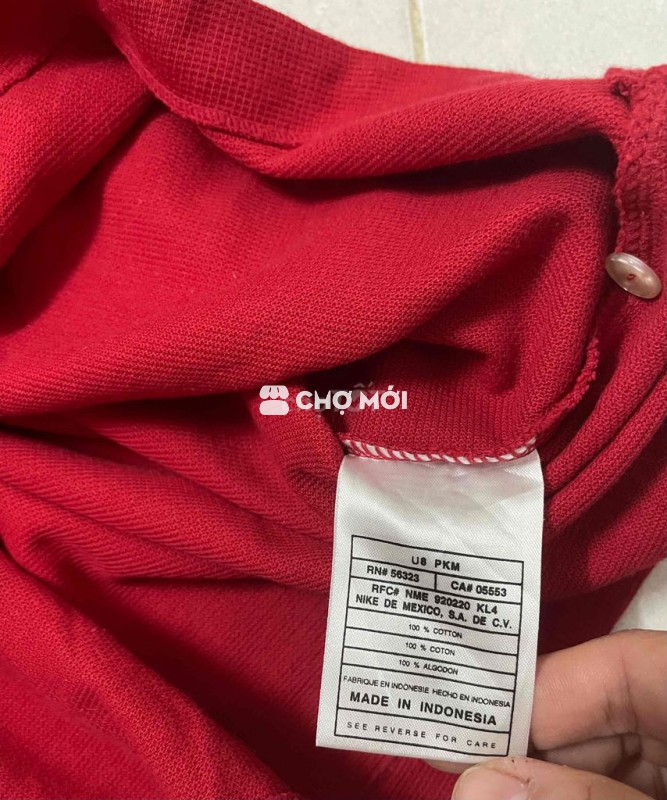 CHỢ MỚI
U6 PKM
RN# 56323 CA# 05553
RFC# NME 920220 KL4
NIKE DE MEXICO, S.A. DE C.V.
100 % COTTON
100 % COTON
100 % ALGODON
FABRIQUE EN INDONESIE HECHO EN INDONESIA
MADE IN INDONESIA
SEE REVERSE FOR CARE